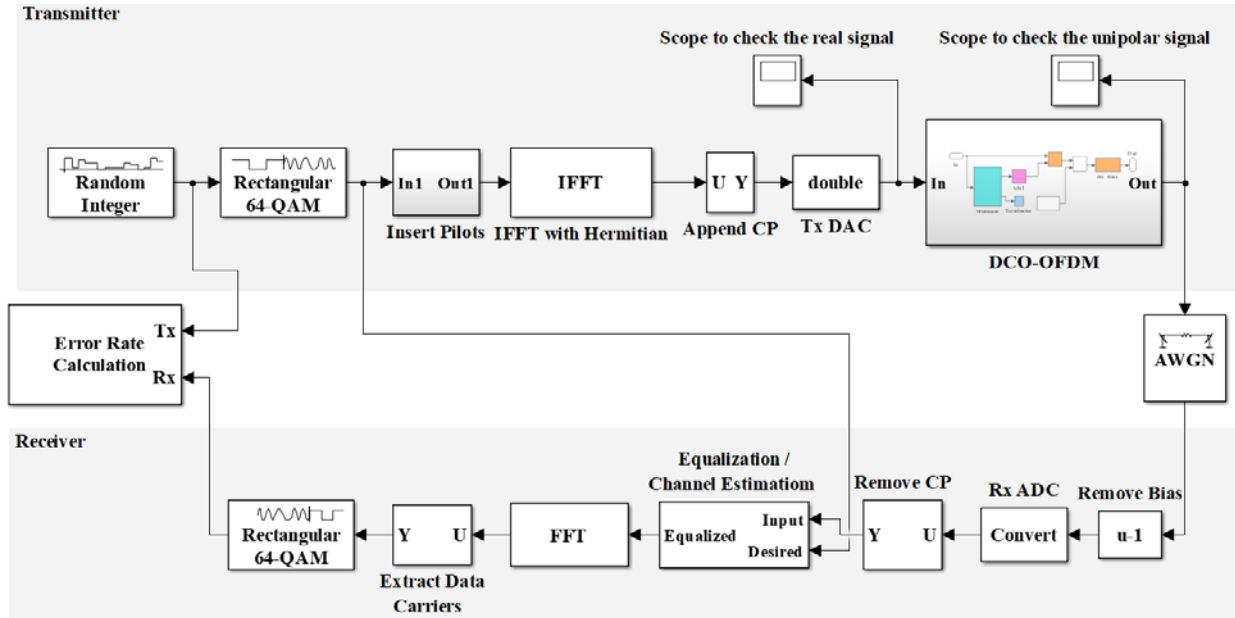 Transmitter
Scope to check the real signal
Scope to check the unipolar signal
Random
Integer
Rectangular
64-QAM
In1 Out1
Insert Pilots
IFFT
IFFT with Hermitian
U Y
Append CP
double
Tx DAC
In
Out
DCO-OFDM
Error Rate
Calculation
Tx
Rx
AWGN
Receiver
Rectangular
64-QAM
Y U
Extract Data
Carriers
FFT
Equalization /
Channel Estimatiom
Equalized
Input
Desired
Remove CP
Y U
Rx ADC
Convert
Remove Bias
u-1